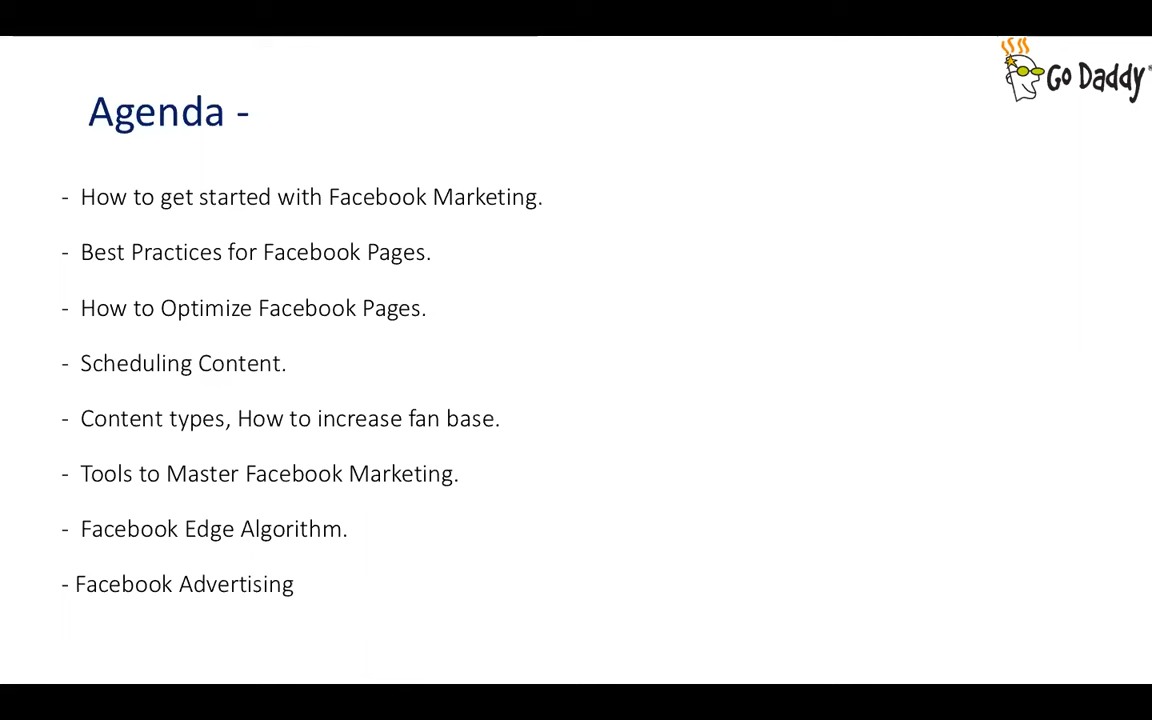 Go Daddy®
Agenda -
- How to get started with Facebook Marketing.
- Best Practices for Facebook Pages.
- How to Optimize Facebook Pages.
- Scheduling Content.
- Content types, How to increase fan base.
- Tools to Master Facebook Marketing.
- Facebook Edge Algorithm.
- Facebook Advertising